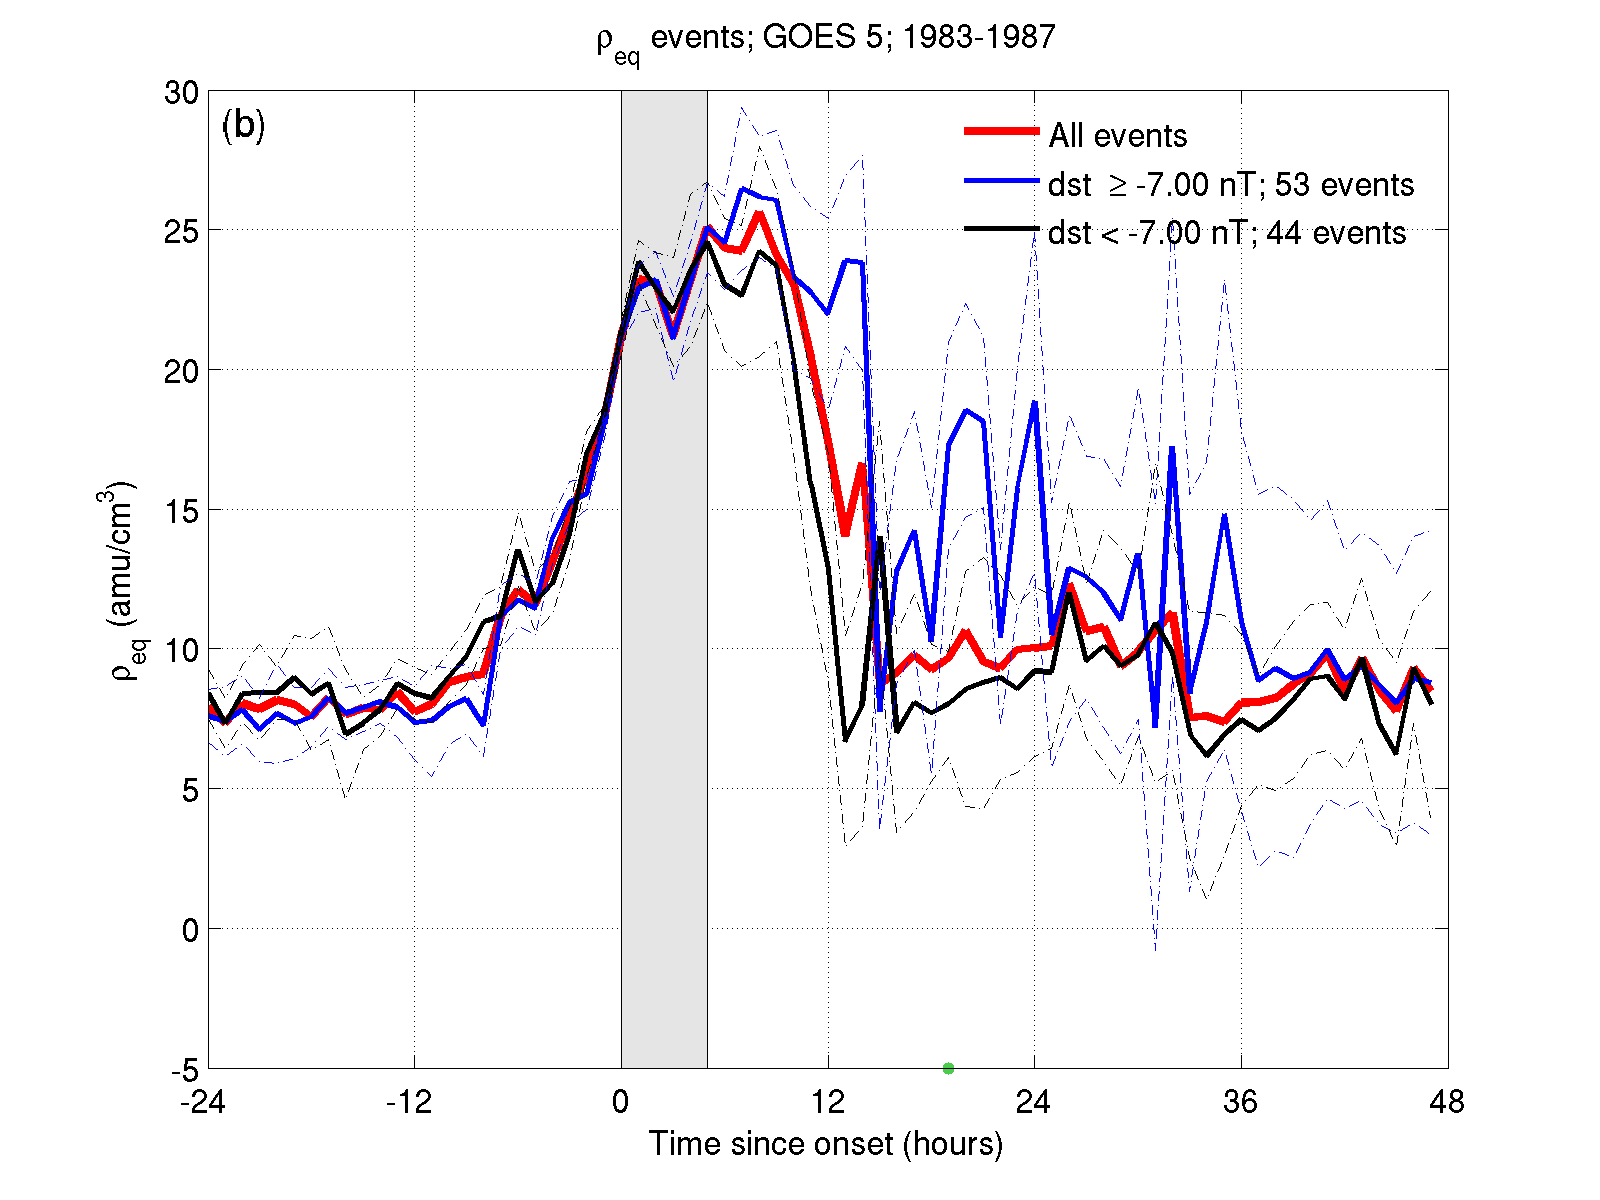 ρeq events; GOES 5; 1983-1987
(b)
All events
dst ≥ -7.00 nT; 53 events
dst < -7.00 nT; 44 events
30
25
20
15
10
5
0
-5
ρeq (amu/cm3)
-24 -12 0 12 24 36 48
Time since onset (hours)